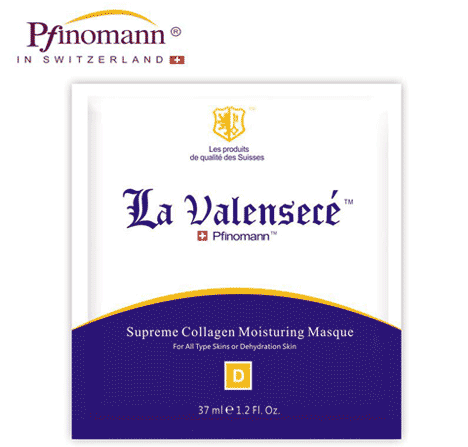 Pfinomann®
IN SWITZERLAND
™
Les produits
de qualité des Suisses
La Valensecé™
Pfinomann™
Supreme Collagen Moisturing Masque
For All Type Skins or Dehydration Skin
D
37 ml ℮ 1.2 Fl. Oz.